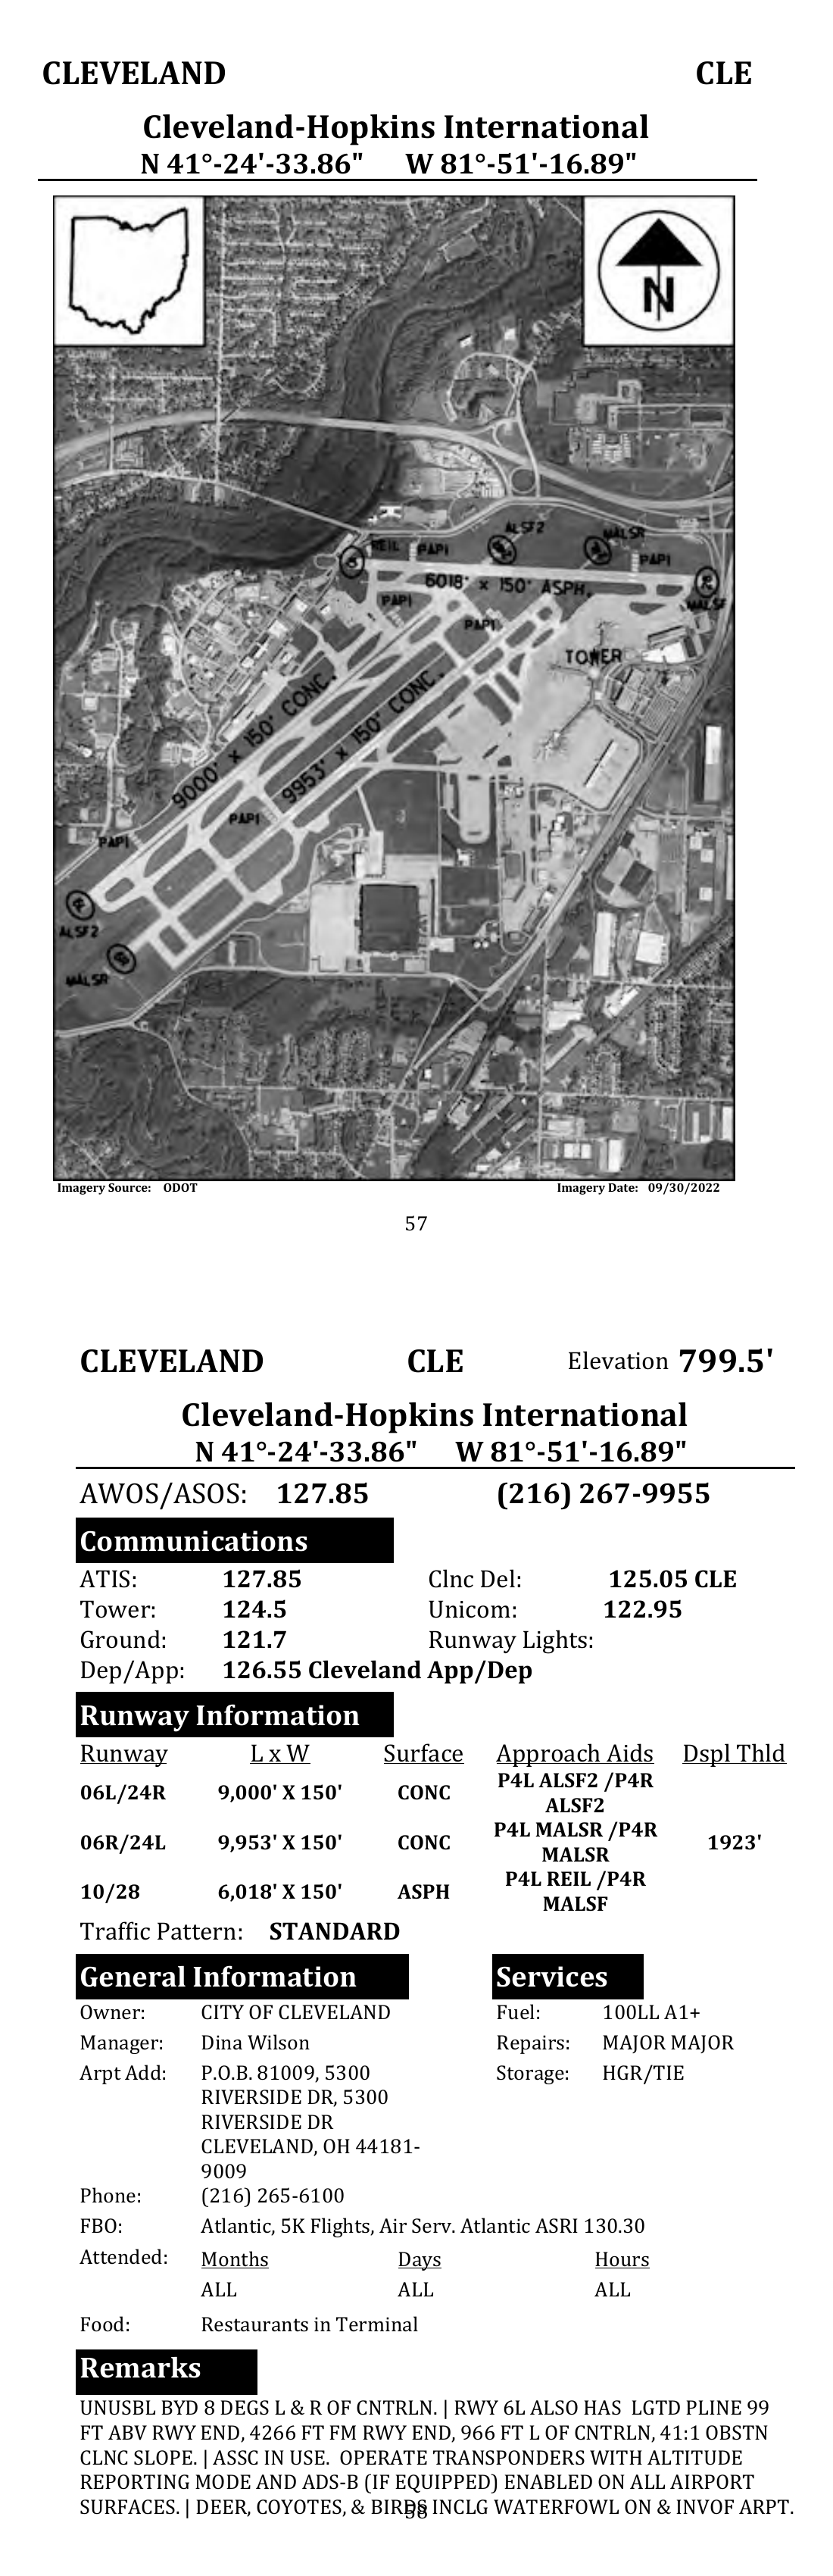 CLEVELAND CLE
Cleveland-Hopkins International
N 41°-24'-33.86" W 81°-51'-16.89"
N
ALSF2
MALSR
REIL
PAPI
PAPI
6018' x 150' ASPH.
PAPI
MALSF
PAPI
TOWER
9000' x 150' CONC.
9953' x 150' CONC.
PAPI
PAPI
ALSF2
MALSR
Imagery Source: ODOT Imagery Date: 09/30/2022
57
CLEVELAND CLE Elevation 799.5'
Cleveland-Hopkins International
N 41°-24'-33.86" W 81°-51'-16.89"
AWOS/ASOS: 127.85 (216) 267-9955
Communications
ATIS: 127.85 Clnc Del: 125.05 CLE
Tower: 124.5 Unicom: 122.95
Ground: 121.7 Runway Lights:
Dep/App: 126.55 Cleveland App/Dep
Runway Information
Runway L x W Surface Approach Aids Dspl Thld
06L/24R 9,000' X 150' CONC P4L ALSF2 /P4R
ALSF2
06R/24L 9,953' X 150' CONC P4L MALSR /P4R 1923'
MALSR
10/28 6,018' X 150' ASPH P4L REIL /P4R
MALSF
Traffic Pattern: STANDARD
General Information Services
Owner: CITY OF CLEVELAND Fuel: 100LL A1+
Manager: Dina Wilson Repairs: MAJOR MAJOR
Arpt Add: P.O.B. 81009, 5300 Storage: HGR/TIE
RIVERSIDE DR, 5300
RIVERSIDE DR
CLEVELAND, OH 44181-
9009
Phone: (216) 265-6100
FBO: Atlantic, 5K Flights, Air Serv. Atlantic ASRI 130.30
Attended: Months Days Hours
ALL ALL ALL
Food: Restaurants in Terminal
Remarks
UNUSBL BYD 8 DEGS L & R OF CNTRLN. | RWY 6L ALSO HAS LGTD PLINE 99
FT ABV RWY END, 4266 FT FM RWY END, 966 FT L OF CNTRLN, 41:1 OBSTN
CLNC SLOPE. | ASSC IN USE. OPERATE TRANSPONDERS WITH ALTITUDE
REPORTING MODE AND ADS-B (IF EQUIPPED) ENABLED ON ALL AIRPORT
SURFACES. | DEER, COYOTES, & BIRDS INCLG WATERFOWL ON & INVOF ARPT.
58